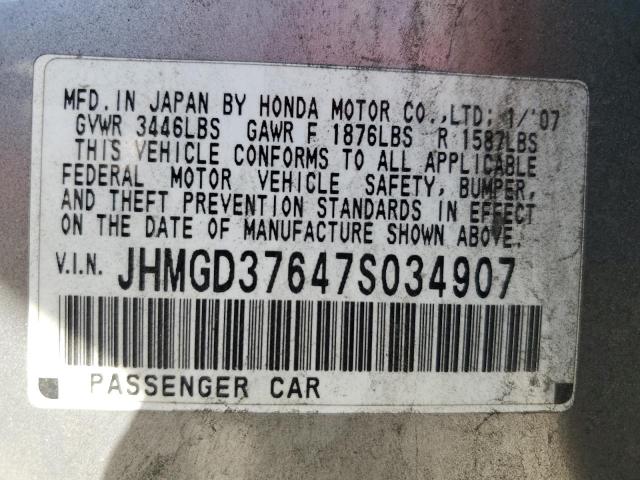 MFD. IN JAPAN BY HONDA MOTOR CO., LTD; 1/'07
GVWR 3446LBS GAWR F 1876LBS R 1587LBS
THIS VEHICLE CONFORMS TO ALL APPLICABLE
FEDERAL MOTOR VEHICLE SAFETY, BUMPER,
AND THEFT PREVENTION STANDARDS IN EFFECT
ON THE DATE OF MANUFACTURE SHOWN ABOVE.
V.I.N. JHMGD37647S034907
PASSENGER CAR